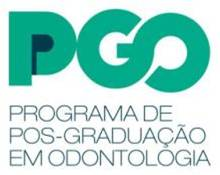 PGO
PROGRAMA DE
POS-GRADUAÇÃO
EM ODONTOLOGIA